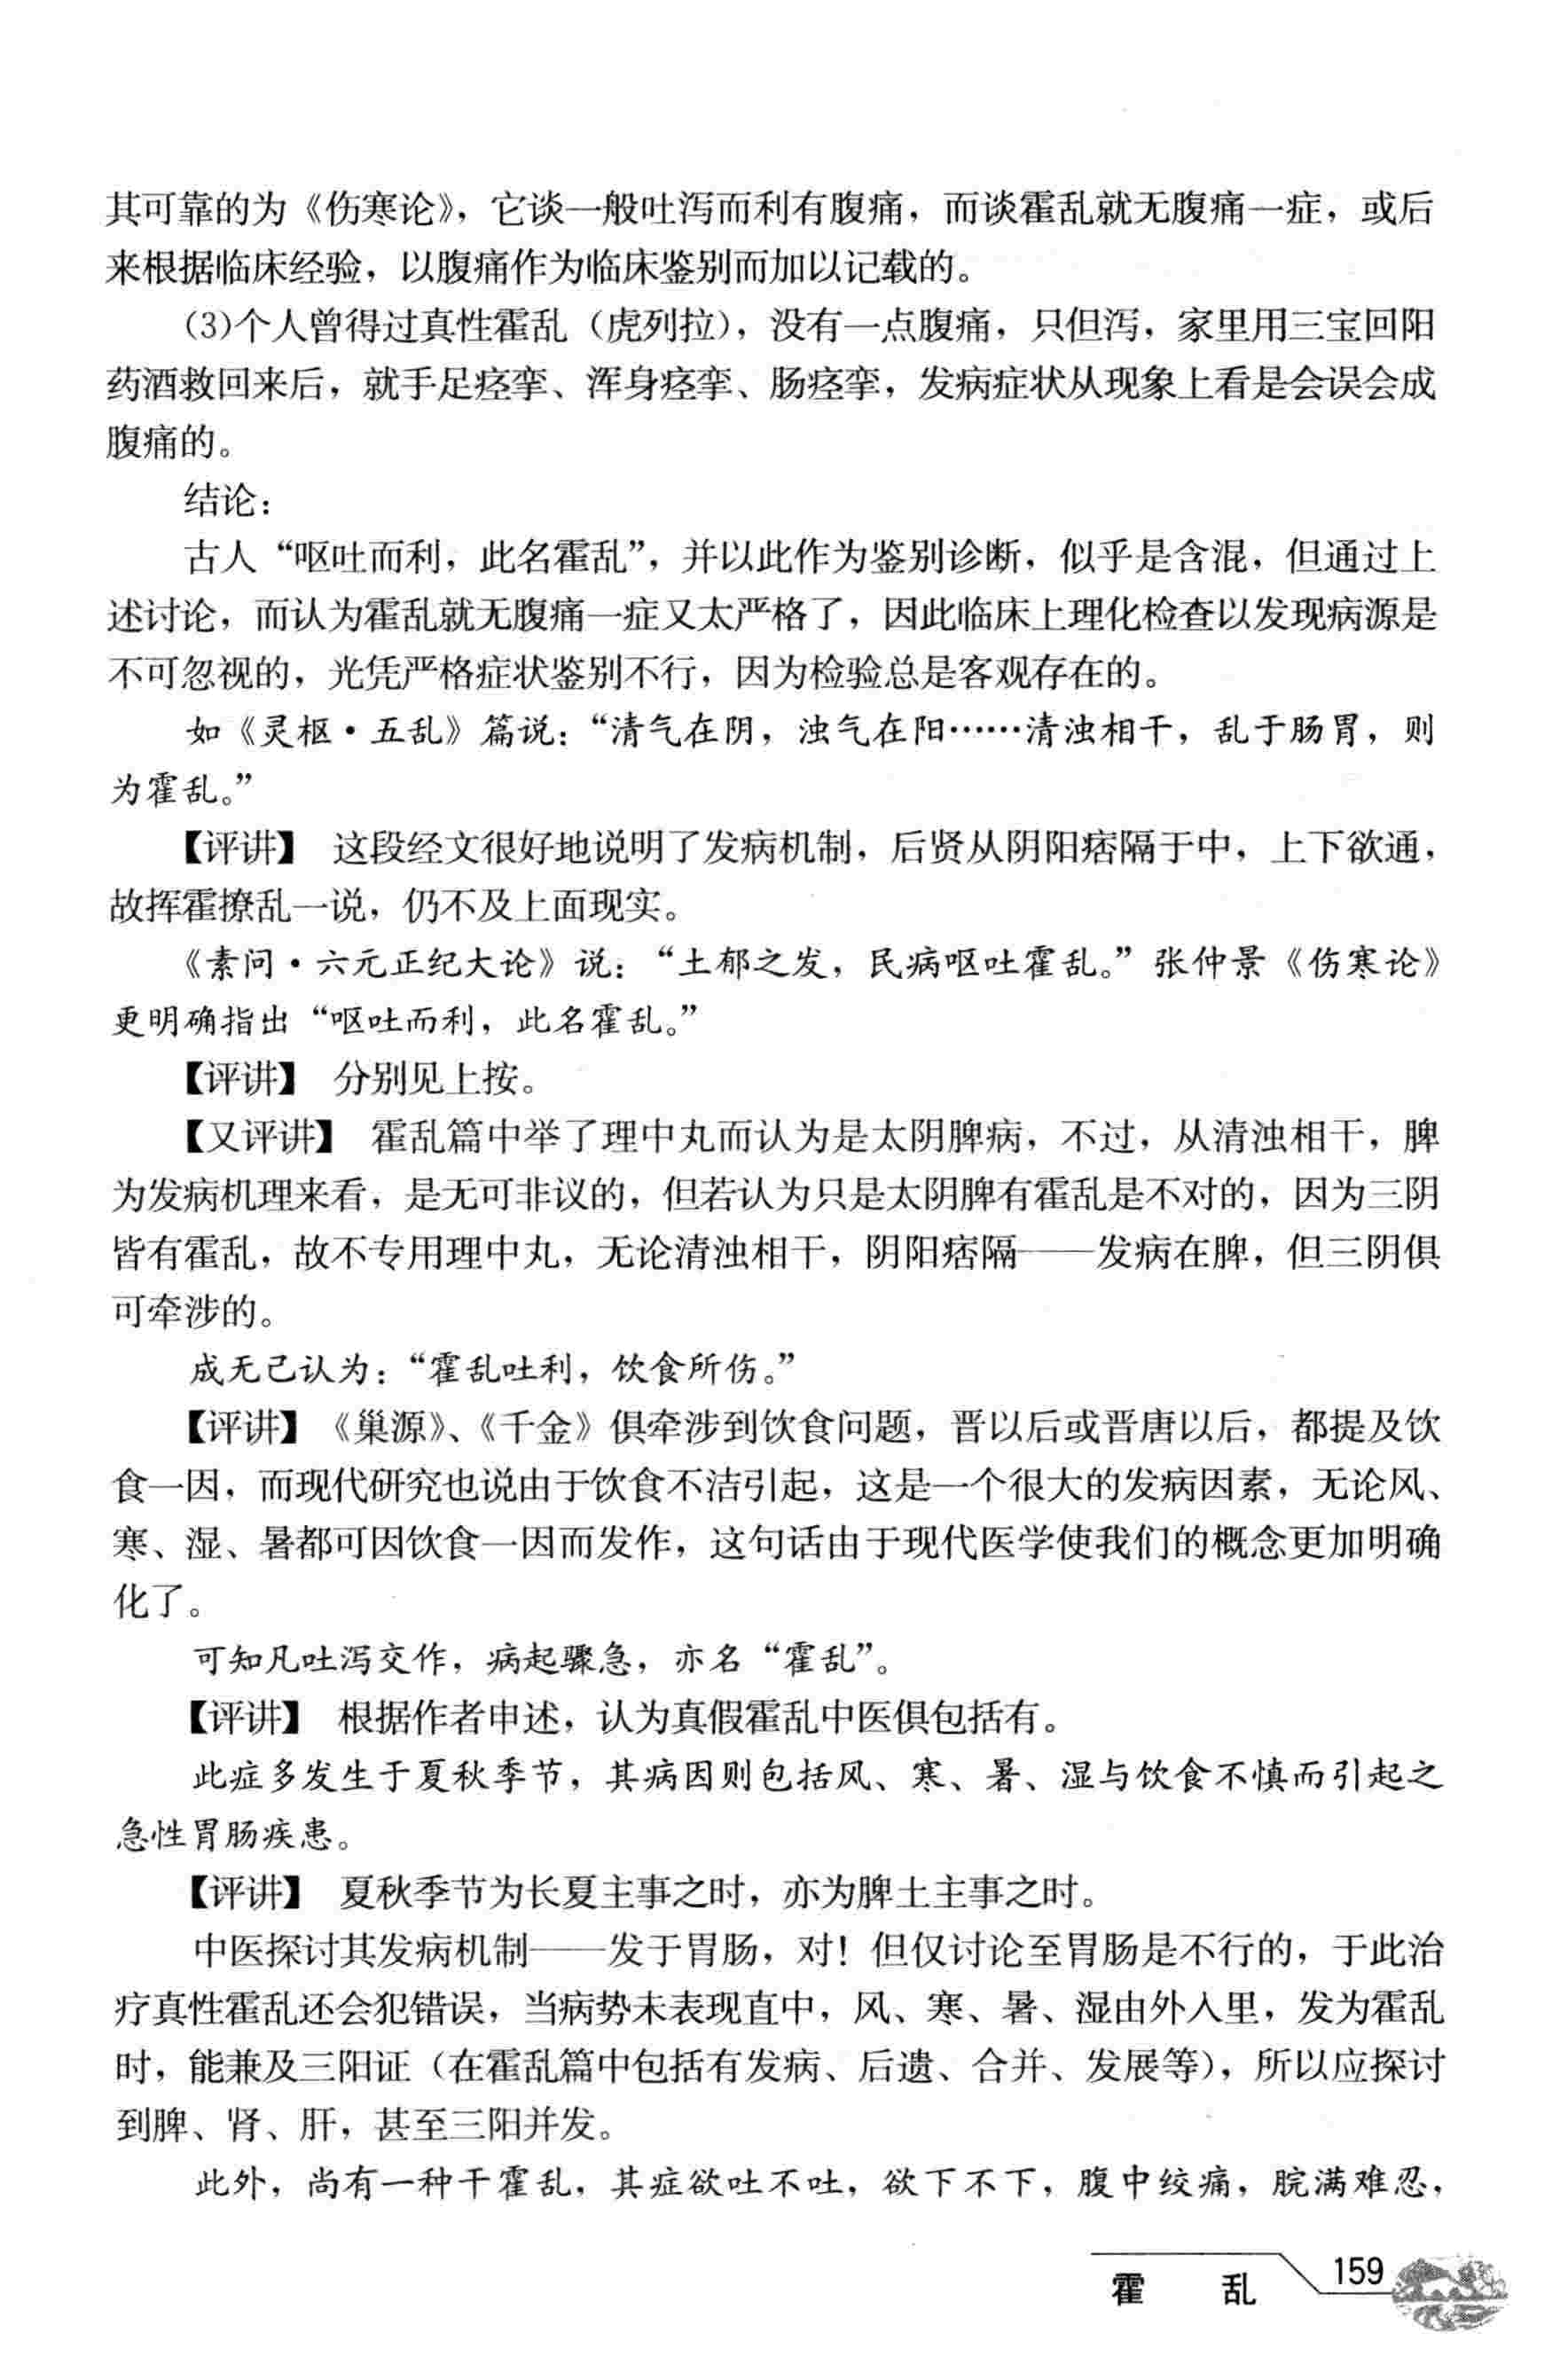 其可靠的为《伤寒论》，它谈一般吐泻而利有腹痛，而谈霍乱就无腹痛一症，或后
来根据临床经验，以腹痛作为临床鉴别而加以记载的。
(3)个人曾得过真性霍乱（虎列拉），没有一点腹痛，只但泻，家里用三宝回阳
药酒救回来后，就手足痉挛、浑身痉挛、肠痉挛，发病症状从现象上看是会误会成
腹痛的。
结论：
古人“呕吐而利，此名霍乱”，并以此作为鉴别诊断，似乎是含混，但通过上
述讨论，而认为霍乱就无腹痛一症又太严格了，因此临床上理化检查以发现病源是
不可忽视的，光凭严格症状鉴别不行，因为检验总是客观存在的。
如《灵枢·五乱》篇说：“清气在阴，浊气在阳……清浊相干，乱于肠胃，则
为霍乱。”
【评讲】 这段经文很好地说明了发病机制，后贤从阴阳痞隔于中，上下欲通，
故挥霍撩乱一说，仍不及上面现实。
《素问·六元正纪大论》说：“土郁之发，民病呕吐霍乱。”张仲景《伤寒论》
更明确指出“呕吐而利，此名霍乱。”
【评讲】 分别见上按。
【又评讲】 霍乱篇中举了理中丸而认为是太阴脾病，不过，从清浊相干，脾
为发病机理来看，是无可非议的，但若认为只是太阴脾有霍乱是不对的，因为三阴
皆有霍乱，故不专用理中丸，无论清浊相干，阴阳痞隔——发病在脾，但三阴俱
可牵涉的。
成无己认为：“霍乱吐利，饮食所伤。”
【评讲】《巢源》、《千金》俱牵涉到饮食问题，晋以后或晋唐以后，都提及饮
食一因，而现代研究也说由于饮食不洁引起，这是一个很大的发病因素，无论风、
寒、湿、暑都可因饮食一因而发作，这句话由于现代医学使我们的概念更加明确
化了。
可知凡吐泻交作，病起骤急，亦名“霍乱”。
【评讲】 根据作者申述，认为真假霍乱中医俱包括有。
此症多发生于夏秋季节，其病因则包括风、寒、暑、湿与饮食不慎而引起之
急性胃肠疾患。
【评讲】 夏秋季节为长夏主事之时，亦为脾土主事之时。
中医探讨其发病机制——发于胃肠，对！但仅讨论至胃肠是不行的，于此治
疗真性霍乱还会犯错误，当病势未表现直中，风、寒、暑、湿由外入里，发为霍乱
时，能兼及三阳证（在霍乱篇中包括有发病、后遗、合并、发展等），所以应探讨
到脾、肾、肝，甚至三阳并发。
此外，尚有一种干霍乱，其症欲吐不吐，欲下不下，腹中绞痛，脘满难忍，
霍 乱 159